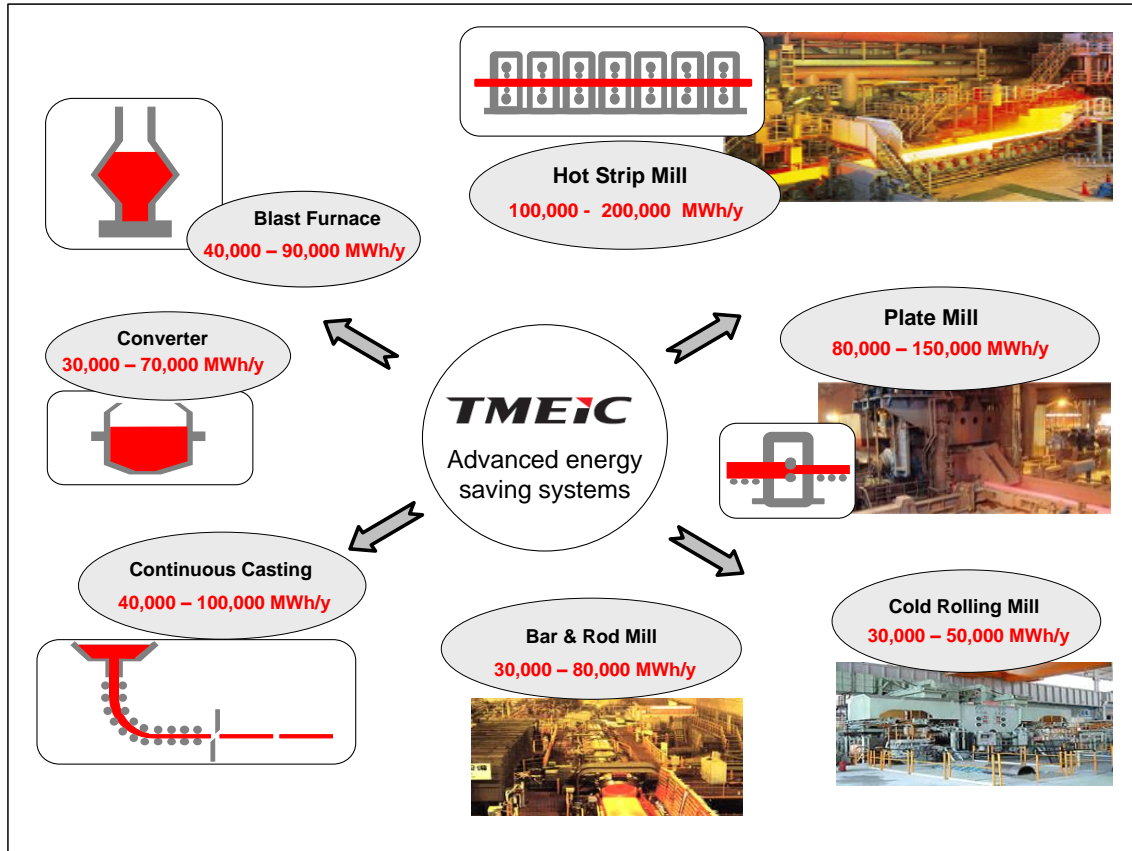 Hot Strip Mill
100,000 - 200,000 MWh/y
Blast Furnace
40,000 – 90,000 MWh/y
Converter
30,000 – 70,000 MWh/y
Plate Mill
80,000 – 150,000 MWh/y
TMEiC
Advanced energy
saving systems
Continuous Casting
40,000 – 100,000 MWh/y
Bar & Rod Mill
30,000 – 80,000 MWh/y
Cold Rolling Mill
30,000 – 50,000 MWh/y